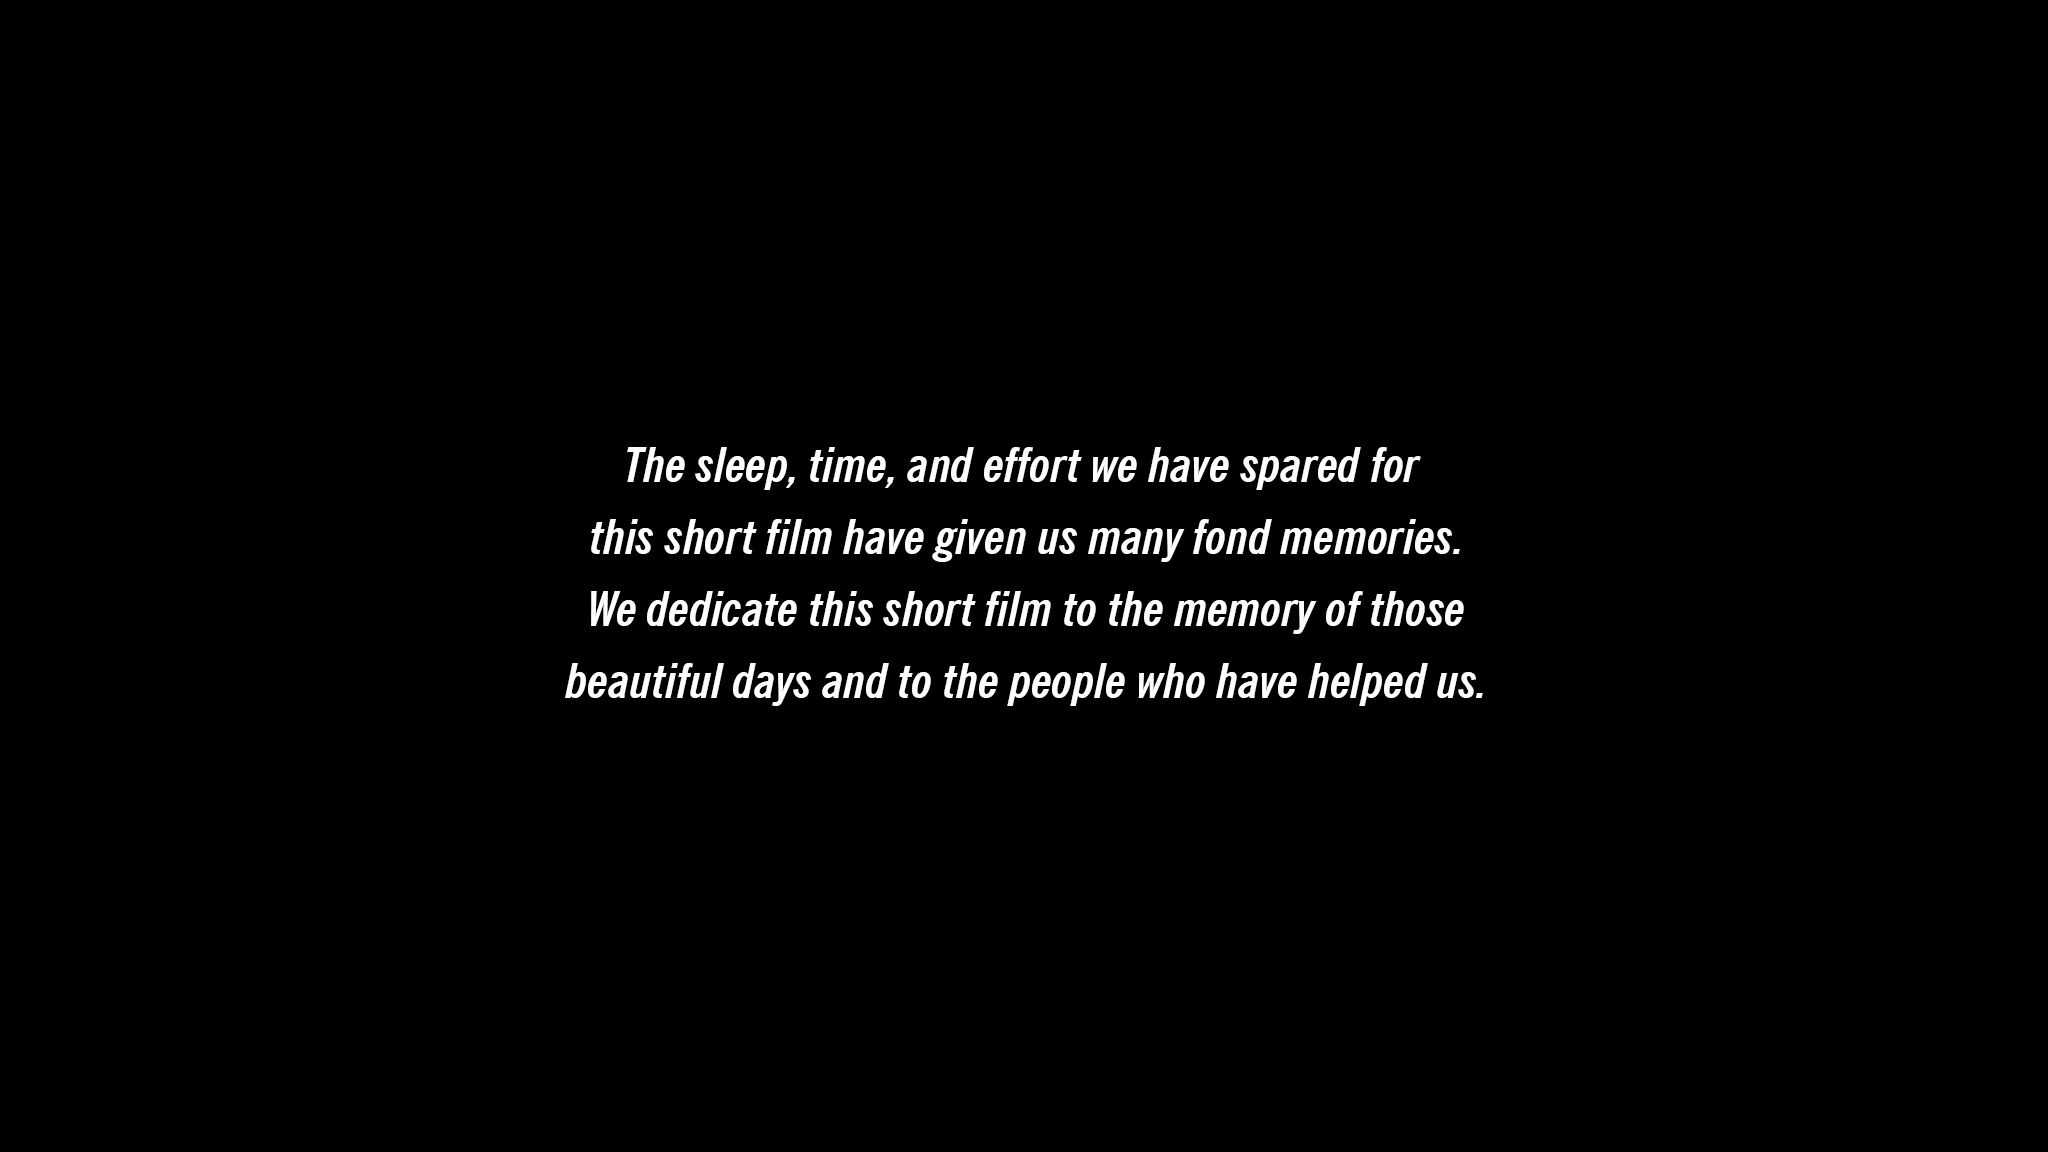 The sleep, time, and effort we have spared for
this short film have given us many fond memories.
We dedicate this short film to the memory of those
beautiful days and to the people who have helped us.